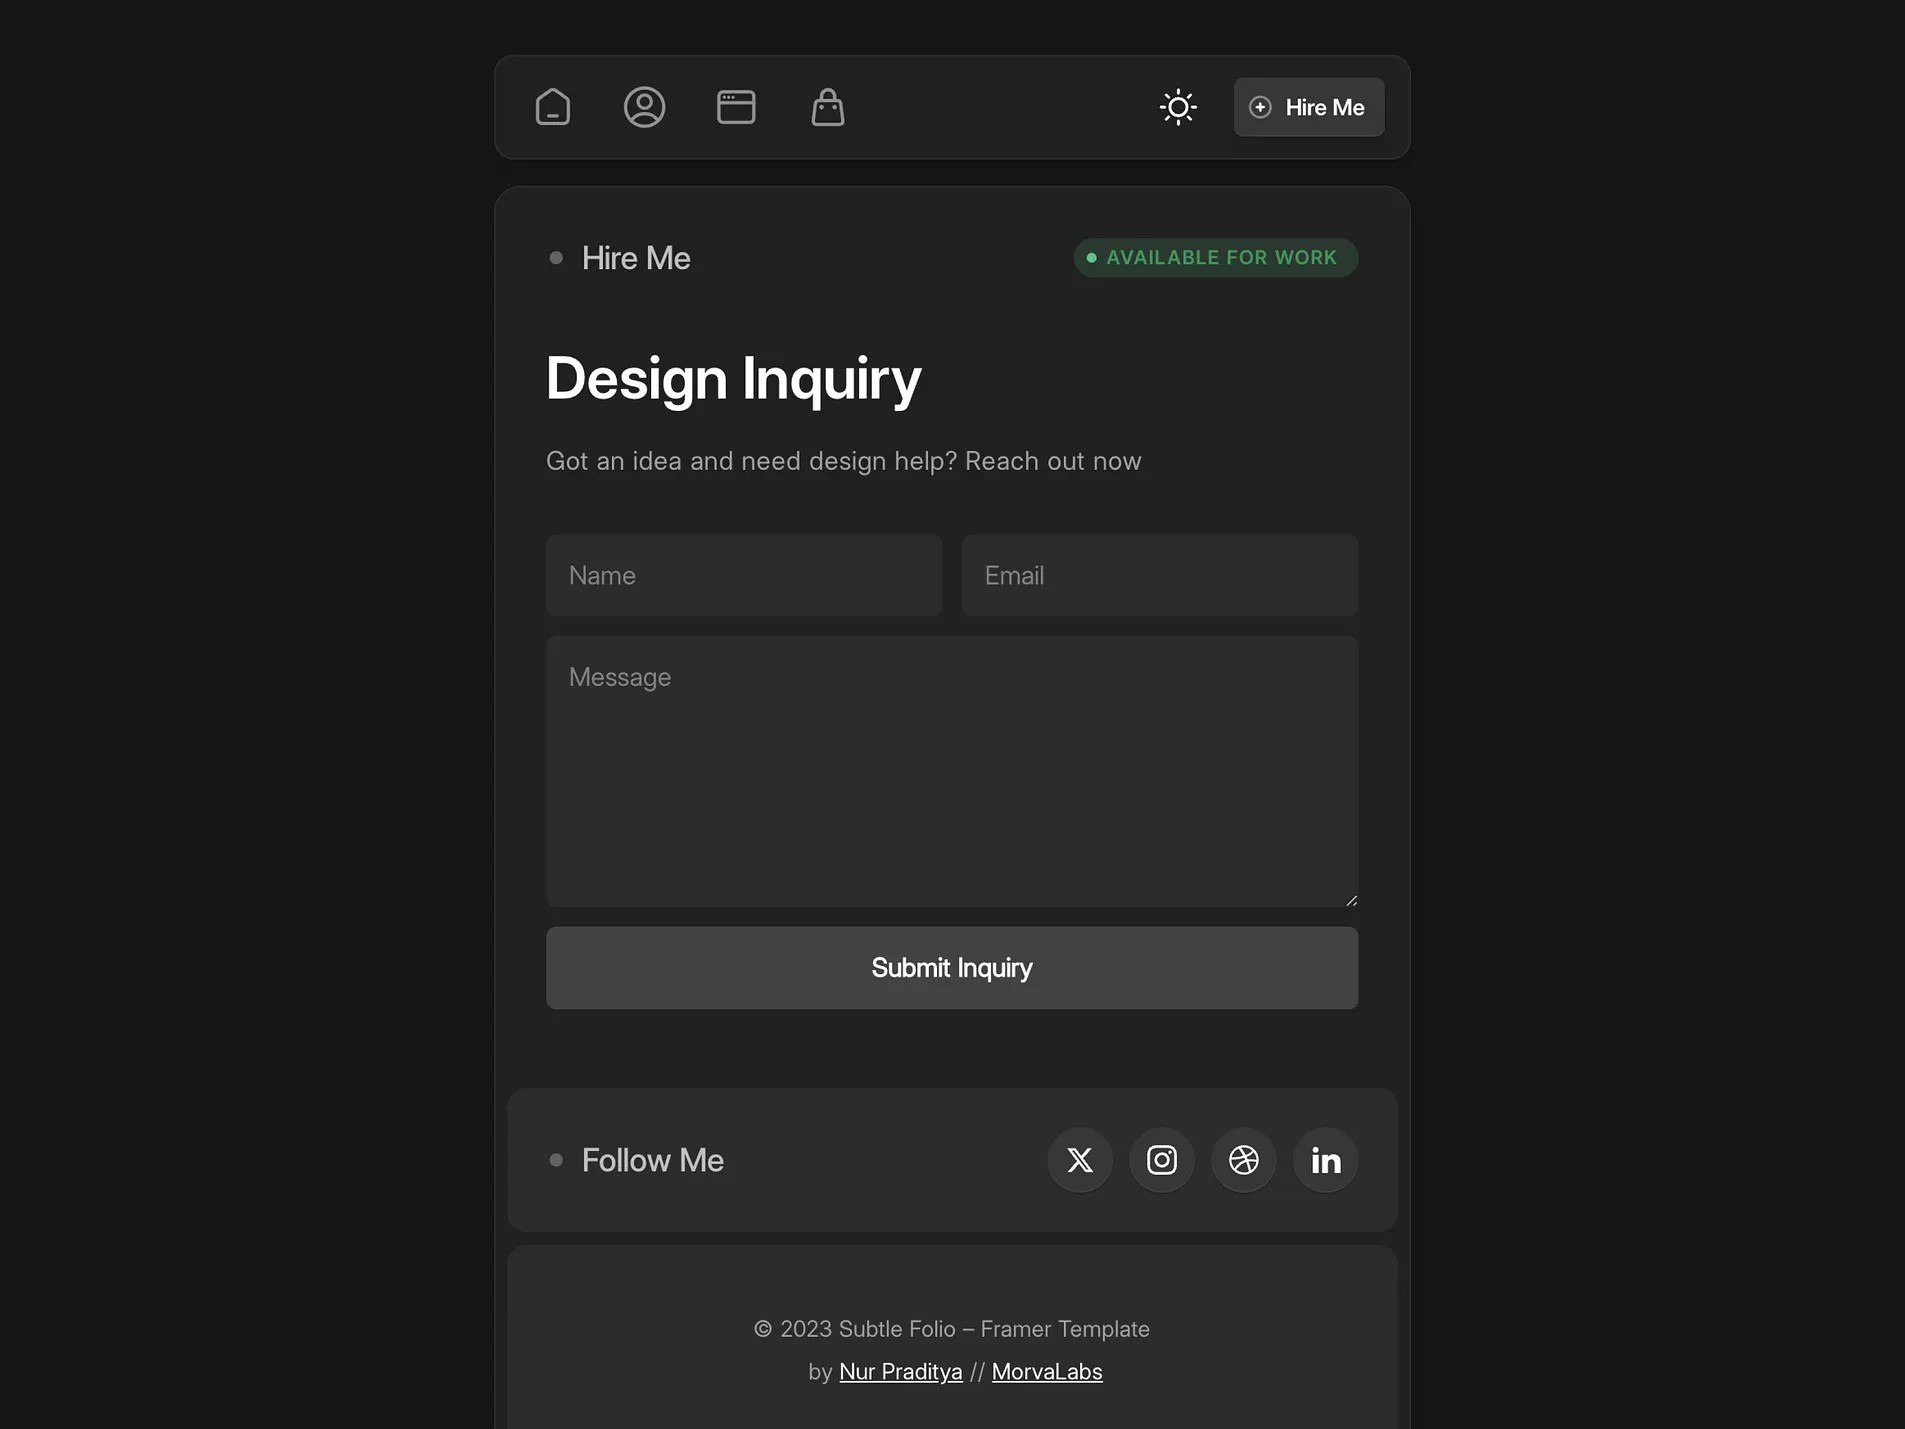 Hire Me
Hire Me
AVAILABLE FOR WORK
Design Inquiry
Got an idea and need design help? Reach out now
Name
Email
Message
Submit Inquiry
Follow Me
© 2023 Subtle Folio – Framer Template
by Nur Praditya // MorvaLabs